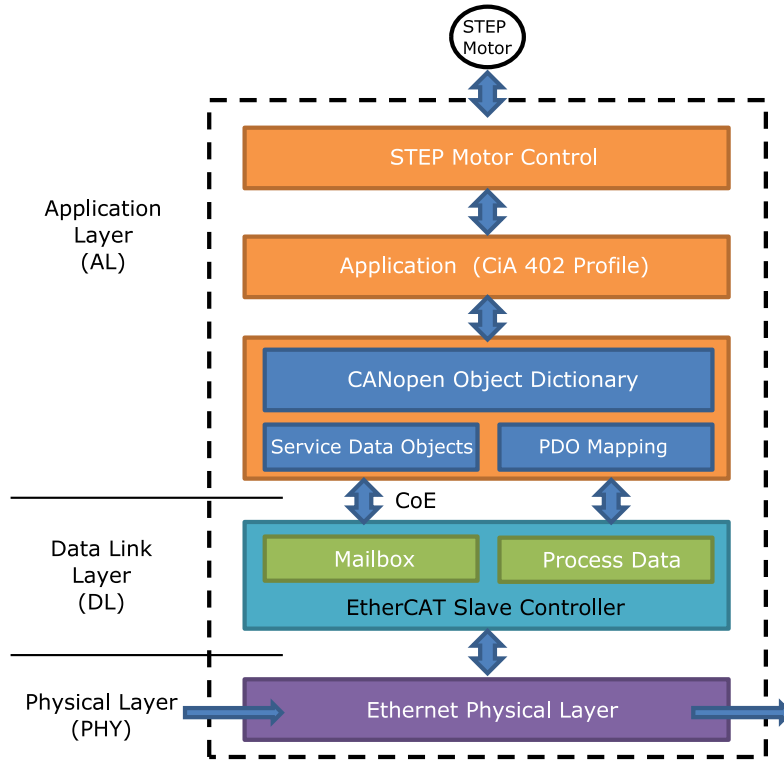 STEP
Motor
STEP Motor Control
Application
Layer
(AL)
Application  (CiA 402 Profile)
CANopen Object Dictionary
Service Data Objects
PDO Mapping
CoE
Data Link
Layer
(DL)
Mailbox
Process Data
EtherCAT Slave Controller
Physical Layer
(PHY)
Ethernet Physical Layer